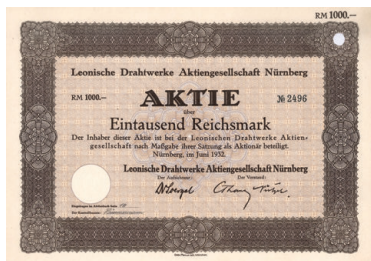 RM 1000.—
Leonische Drahtwerke Aktiengesellschaft Nürnberg
RM 1000.— AKTIE № 2496
über
Eintausend Reichsmark
Der Inhaber dieser Aktie ist bei der Leonischen Drahtwerke Aktien-
gesellschaft nach Maßgabe ihrer Satzung als Aktionär beteiligt.
Nürnberg, im Juni 1932.
Leonische Drahtwerke Aktiengesellschaft Nürnberg
Der Aufsichtsrat: Der Vorstand: